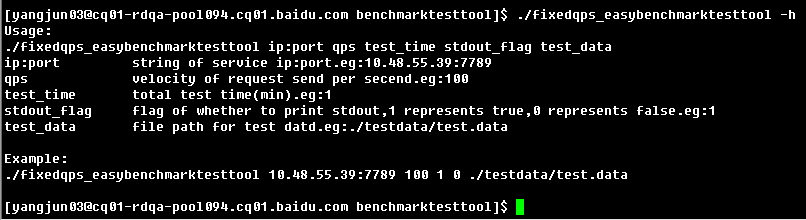 [yangjun03@cq01-rdqa-pool094.cq01.baidu.com benchmarktesttool]$ ./fixedqps_easybenchmarktesttool -h
Usage:
./fixedqps_easybenchmarktesttool ip:port qps test_time stdout_flag test_data
ip:port         string of service ip:port.eg:10.48.55.39:7789
qps             velocity of request send per secend.eg:100
test_time       total test time(min).eg:1
stdout_flag     flag of whether to print stdout,1 represents true,0 represents false.eg:1
test_data       file path for test datd.eg:./testdata/test.data
Example:
./fixedqps_easybenchmarktesttool 10.48.55.39:7789 100 1 0 ./testdata/test.data
[yangjun03@cq01-rdqa-pool094.cq01.baidu.com benchmarktesttool]$